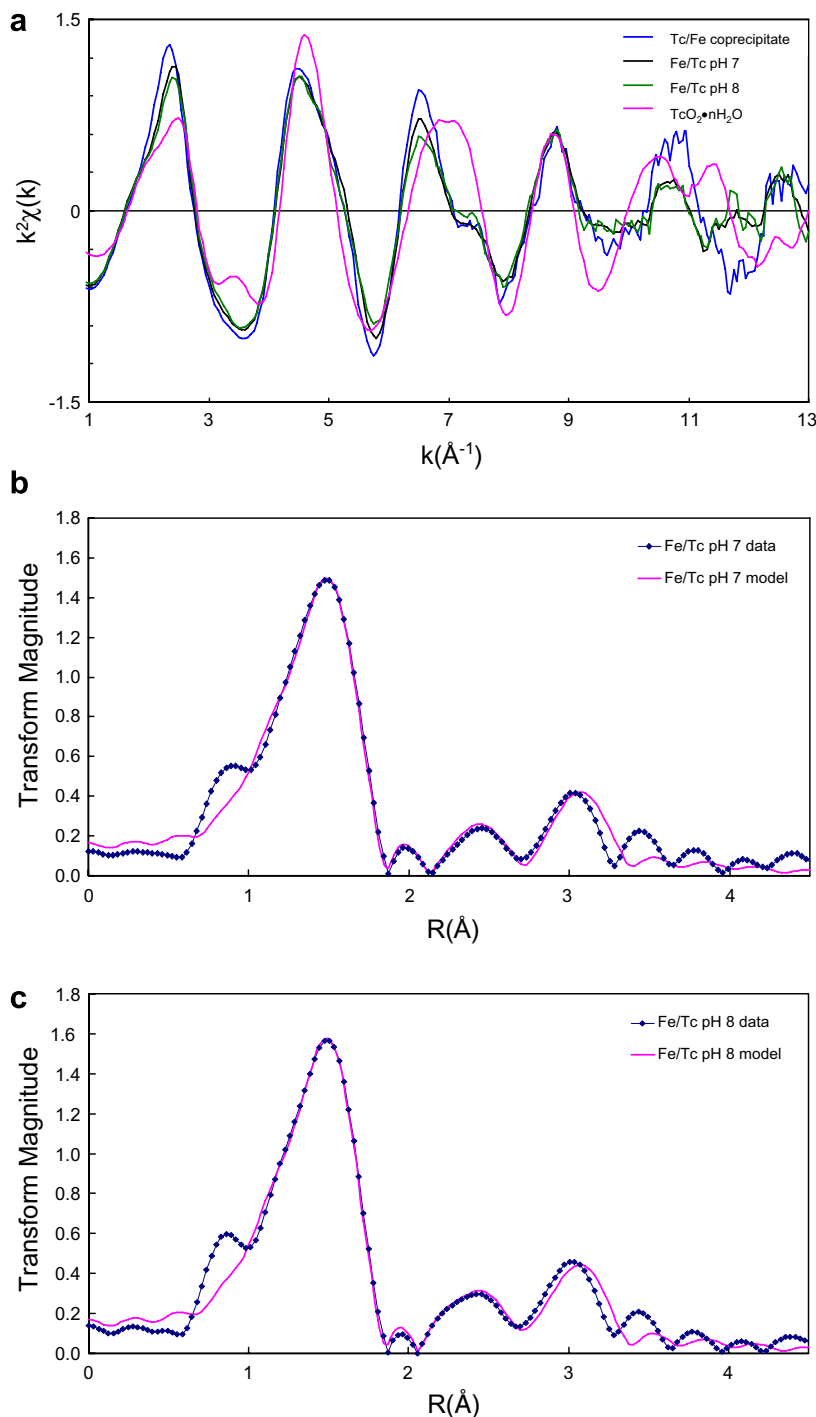 a
1.5
Tc/Fe coprecipitate
Fe/Tc pH 7
Fe/Tc pH 8
TcO₂•nH₂O
k²χ(k)
0
-1.5
1 3 5 7 9 11 13
k(Å⁻¹)
b
1.8
1.6
1.4
1.2
1.0
0.8
0.6
0.4
0.2
0.0
Transform Magnitude
Fe/Tc pH 7 data
Fe/Tc pH 7 model
0 1 2 3 4
R(Å)
c
1.8
1.6
1.4
1.2
1.0
0.8
0.6
0.4
0.2
0.0
Transform Magnitude
Fe/Tc pH 8 data
Fe/Tc pH 8 model
0 1 2 3 4
R(Å)